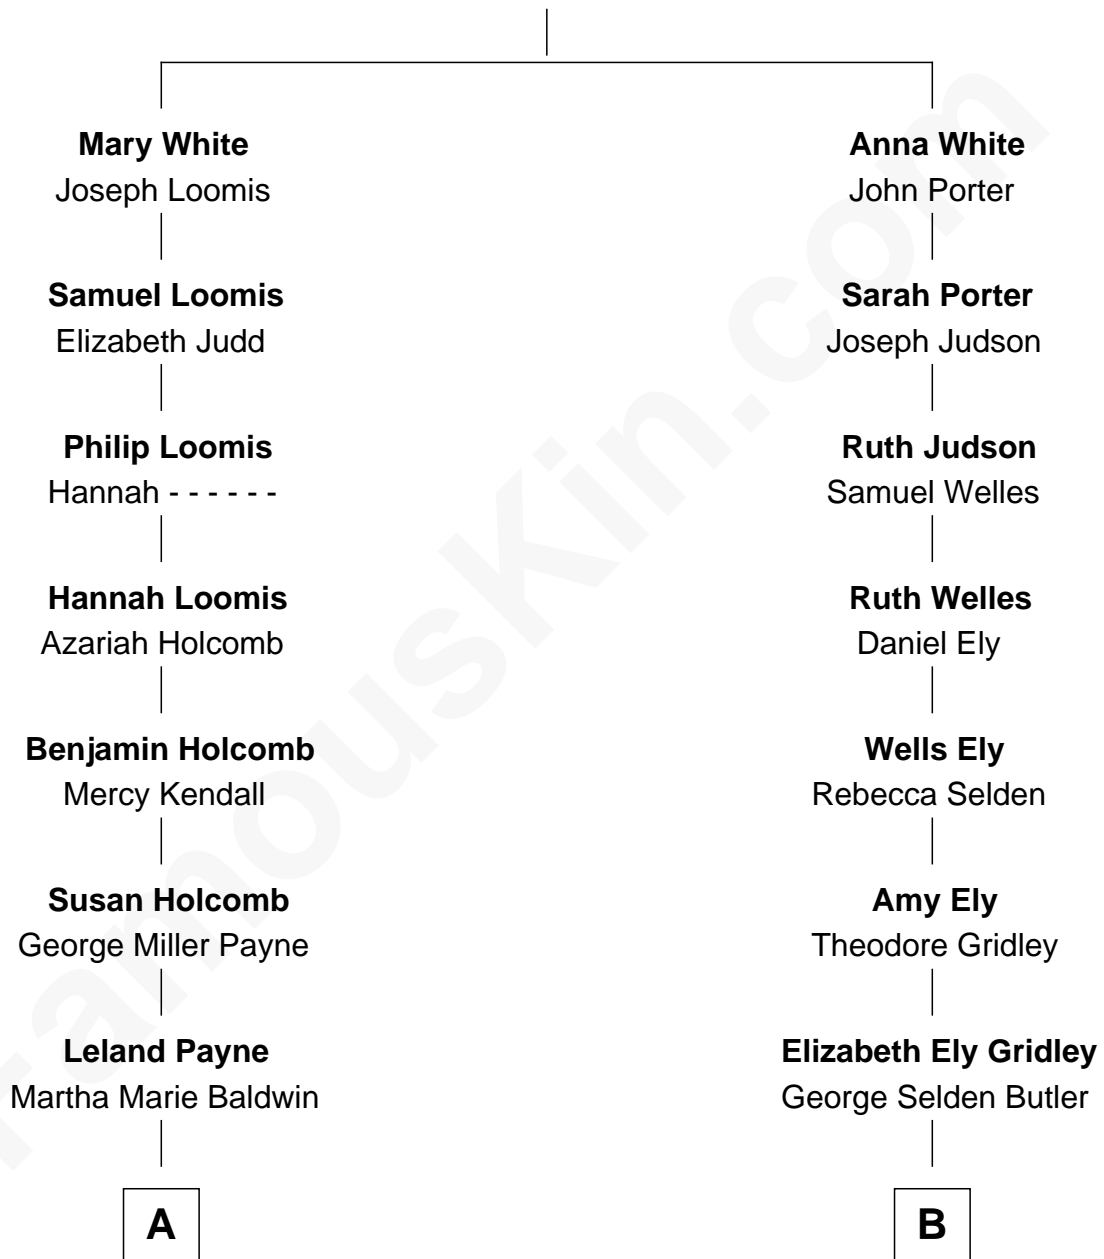 Mary White
Joseph Loomis
Samuel Loomis
Elizabeth Judd
Philip Loomis
Hannah - - - - - -
Hannah Loomis
Azariah Holcomb
Benjamin Holcomb
Mercy Kendall
Susan Holcomb
George Miller Payne
Leland Payne
Martha Marie Baldwin
A
Anna White
John Porter
Sarah Porter
Joseph Judson
Ruth Judson
Samuel Welles
Ruth Welles
Daniel Ely
Wells Ely
Rebecca Selden
Amy Ely
Theodore Gridley
Elizabeth Ely Gridley
George Selden Butler
B
FamousKin.com